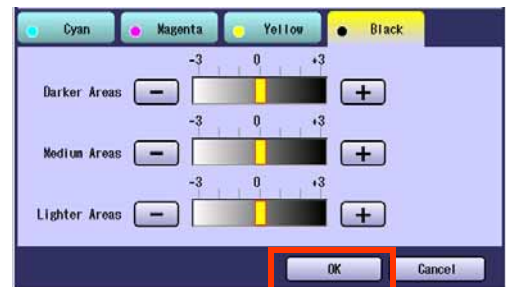 Cyan Magenta Yellow Black
-3 0 +3
Darker Areas − +
-3 0 +3
Medium Areas − +
-3 0 +3
Lighter Areas − +
OK Cancel